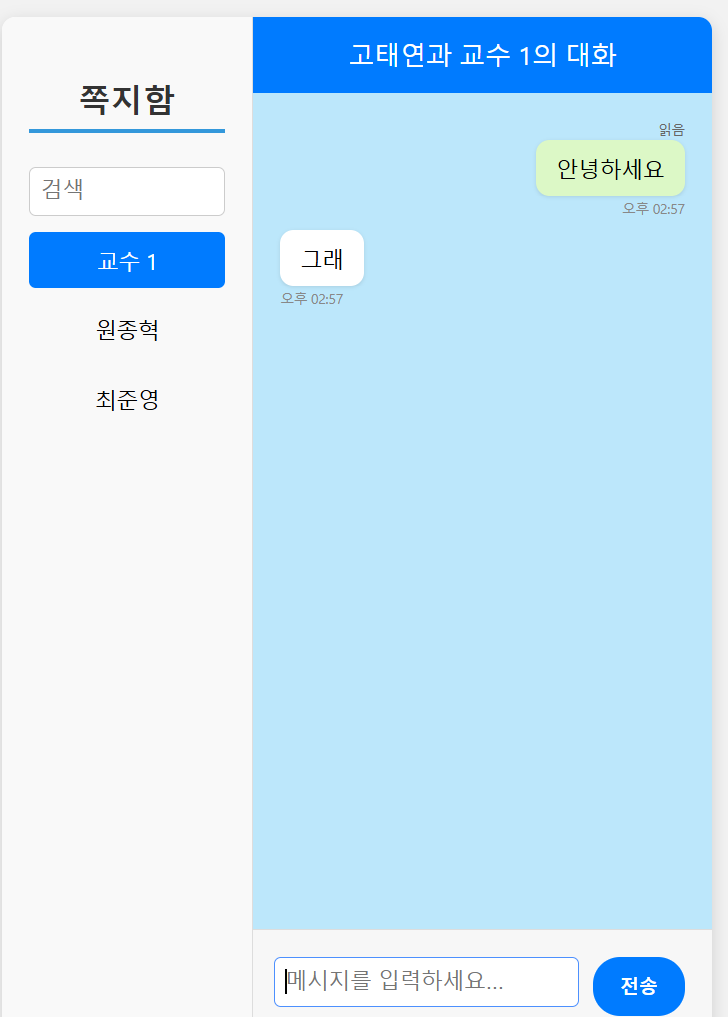 쪽지함
검색
교수 1
원종혁
최준영
고태연과 교수 1의 대화
읽음
안녕하세요
오후 02:57
그래
오후 02:57
메시지를 입력하세요...
전송